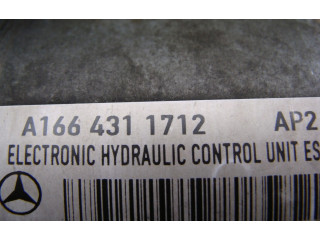 A166 431 1712 AP2
ELECTRONIC HYDRAULIC CONTROL UNIT ES